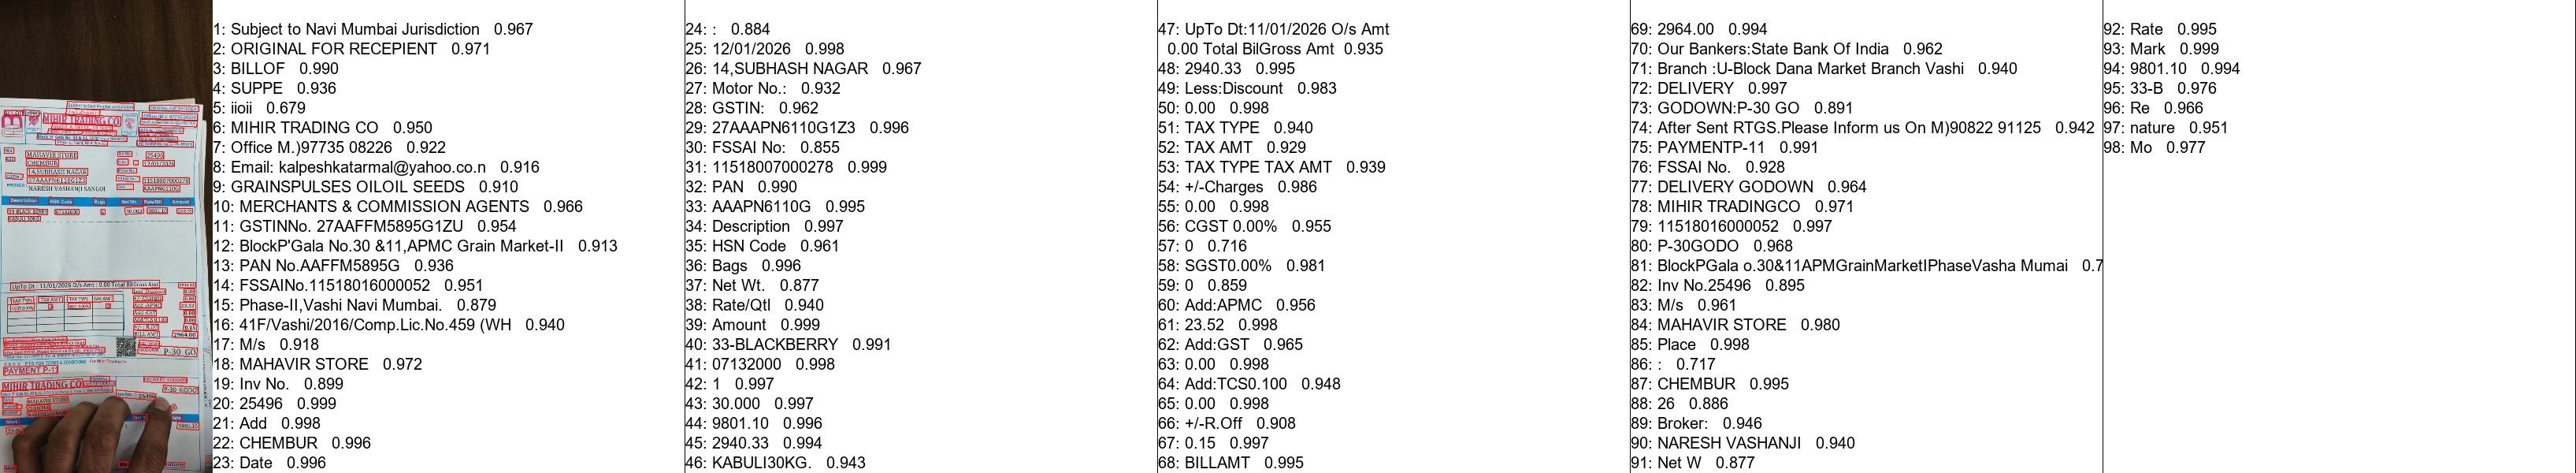 1: Subject to Navi Mumbai Jurisdiction 0.967
2: ORIGINAL FOR RECEPIENT 0.971
3: BILLOF 0.990
4: SUPPE 0.936
5: iioii 0.679
6: MIHIR TRADING CO 0.950
7: Office M.)97735 08226 0.922
8: Email: kalpeshkatarmal@yahoo.co.n 0.916
9: GRAINSPULSES OILOIL SEEDS 0.910
10: MERCHANTS & COMMISSION AGENTS 0.966
11: GSTINNo. 27AAFFM5895G1ZU 0.954
12: BlockP'Gala No.30 &11,APMC Grain Market-II 0.913
13: PAN No.AAFFM5895G 0.936
14: FSSAINo.11518016000052 0.951
15: Phase-II,Vashi Navi Mumbai. 0.879
16: 41F/Vashi/2016/Comp.Lic.No.459 (WH 0.940
17: M/s 0.918
18: MAHAVIR STORE 0.972
19: Inv No. 0.899
20: 25496 0.999
21: Add 0.998
22: CHEMBUR 0.996
23: Date 0.996
24: : 0.884
25: 12/01/2026 0.998
26: 14,SUBHASH NAGAR 0.967
27: Motor No.: 0.932
28: GSTIN: 0.962
29: 27AAAPN6110G1Z3 0.996
30: FSSAI No: 0.855
31: 11518007000278 0.999
32: PAN 0.990
33: AAAPN6110G 0.995
34: Description 0.997
35: HSN Code 0.961
36: Bags 0.996
37: Net Wt. 0.877
38: Rate/Qtl 0.940
39: Amount 0.999
40: 33-BLACKBERRY 0.991
41: 07132000 0.998
42: 1 0.997
43: 30.000 0.997
44: 9801.10 0.996
45: 2940.33 0.994
46: KABULI30KG. 0.943
47: UpTo Dt:11/01/2026 O/s Amt
0.00 Total BilGross Amt 0.935
48: 2940.33 0.995
49: Less:Discount 0.983
50: 0.00 0.998
51: TAX TYPE 0.940
52: TAX AMT 0.929
53: TAX TYPE TAX AMT 0.939
54: +/-Charges 0.986
55: 0.00 0.998
56: CGST 0.00% 0.955
57: 0 0.716
58: SGST0.00% 0.981
59: 0 0.859
60: Add:APMC 0.956
61: 23.52 0.998
62: Add:GST 0.965
63: 0.00 0.998
64: Add:TCS0.100 0.948
65: 0.00 0.998
66: +/-R.Off 0.908
67: 0.15 0.997
68: BILLAMT 0.995
69: 2964.00 0.994
70: Our Bankers:State Bank Of India 0.962
71: Branch :U-Block Dana Market Branch Vashi 0.940
72: DELIVERY 0.997
73: GODOWN:P-30 GO 0.891
74: After Sent RTGS.Please Inform us On M)90822 91125 0.942
75: PAYMENTP-11 0.991
76: FSSAI No. 0.928
77: DELIVERY GODOWN 0.964
78: MIHIR TRADINGCO 0.971
79: 11518016000052 0.997
80: P-30GODO 0.968
81: BlockPGala o.30&11APMGrainMarketIPhaseVasha Mumai 0.7
82: Inv No.25496 0.895
83: M/s 0.961
84: MAHAVIR STORE 0.980
85: Place 0.998
86: : 0.717
87: CHEMBUR 0.995
88: 26 0.886
89: Broker: 0.946
90: NARESH VASHANJI 0.940
91: Net W 0.877
92: Rate 0.995
93: Mark 0.999
94: 9801.10 0.994
95: 33-B 0.976
96: Re 0.966
97: nature 0.951
98: Mo 0.977